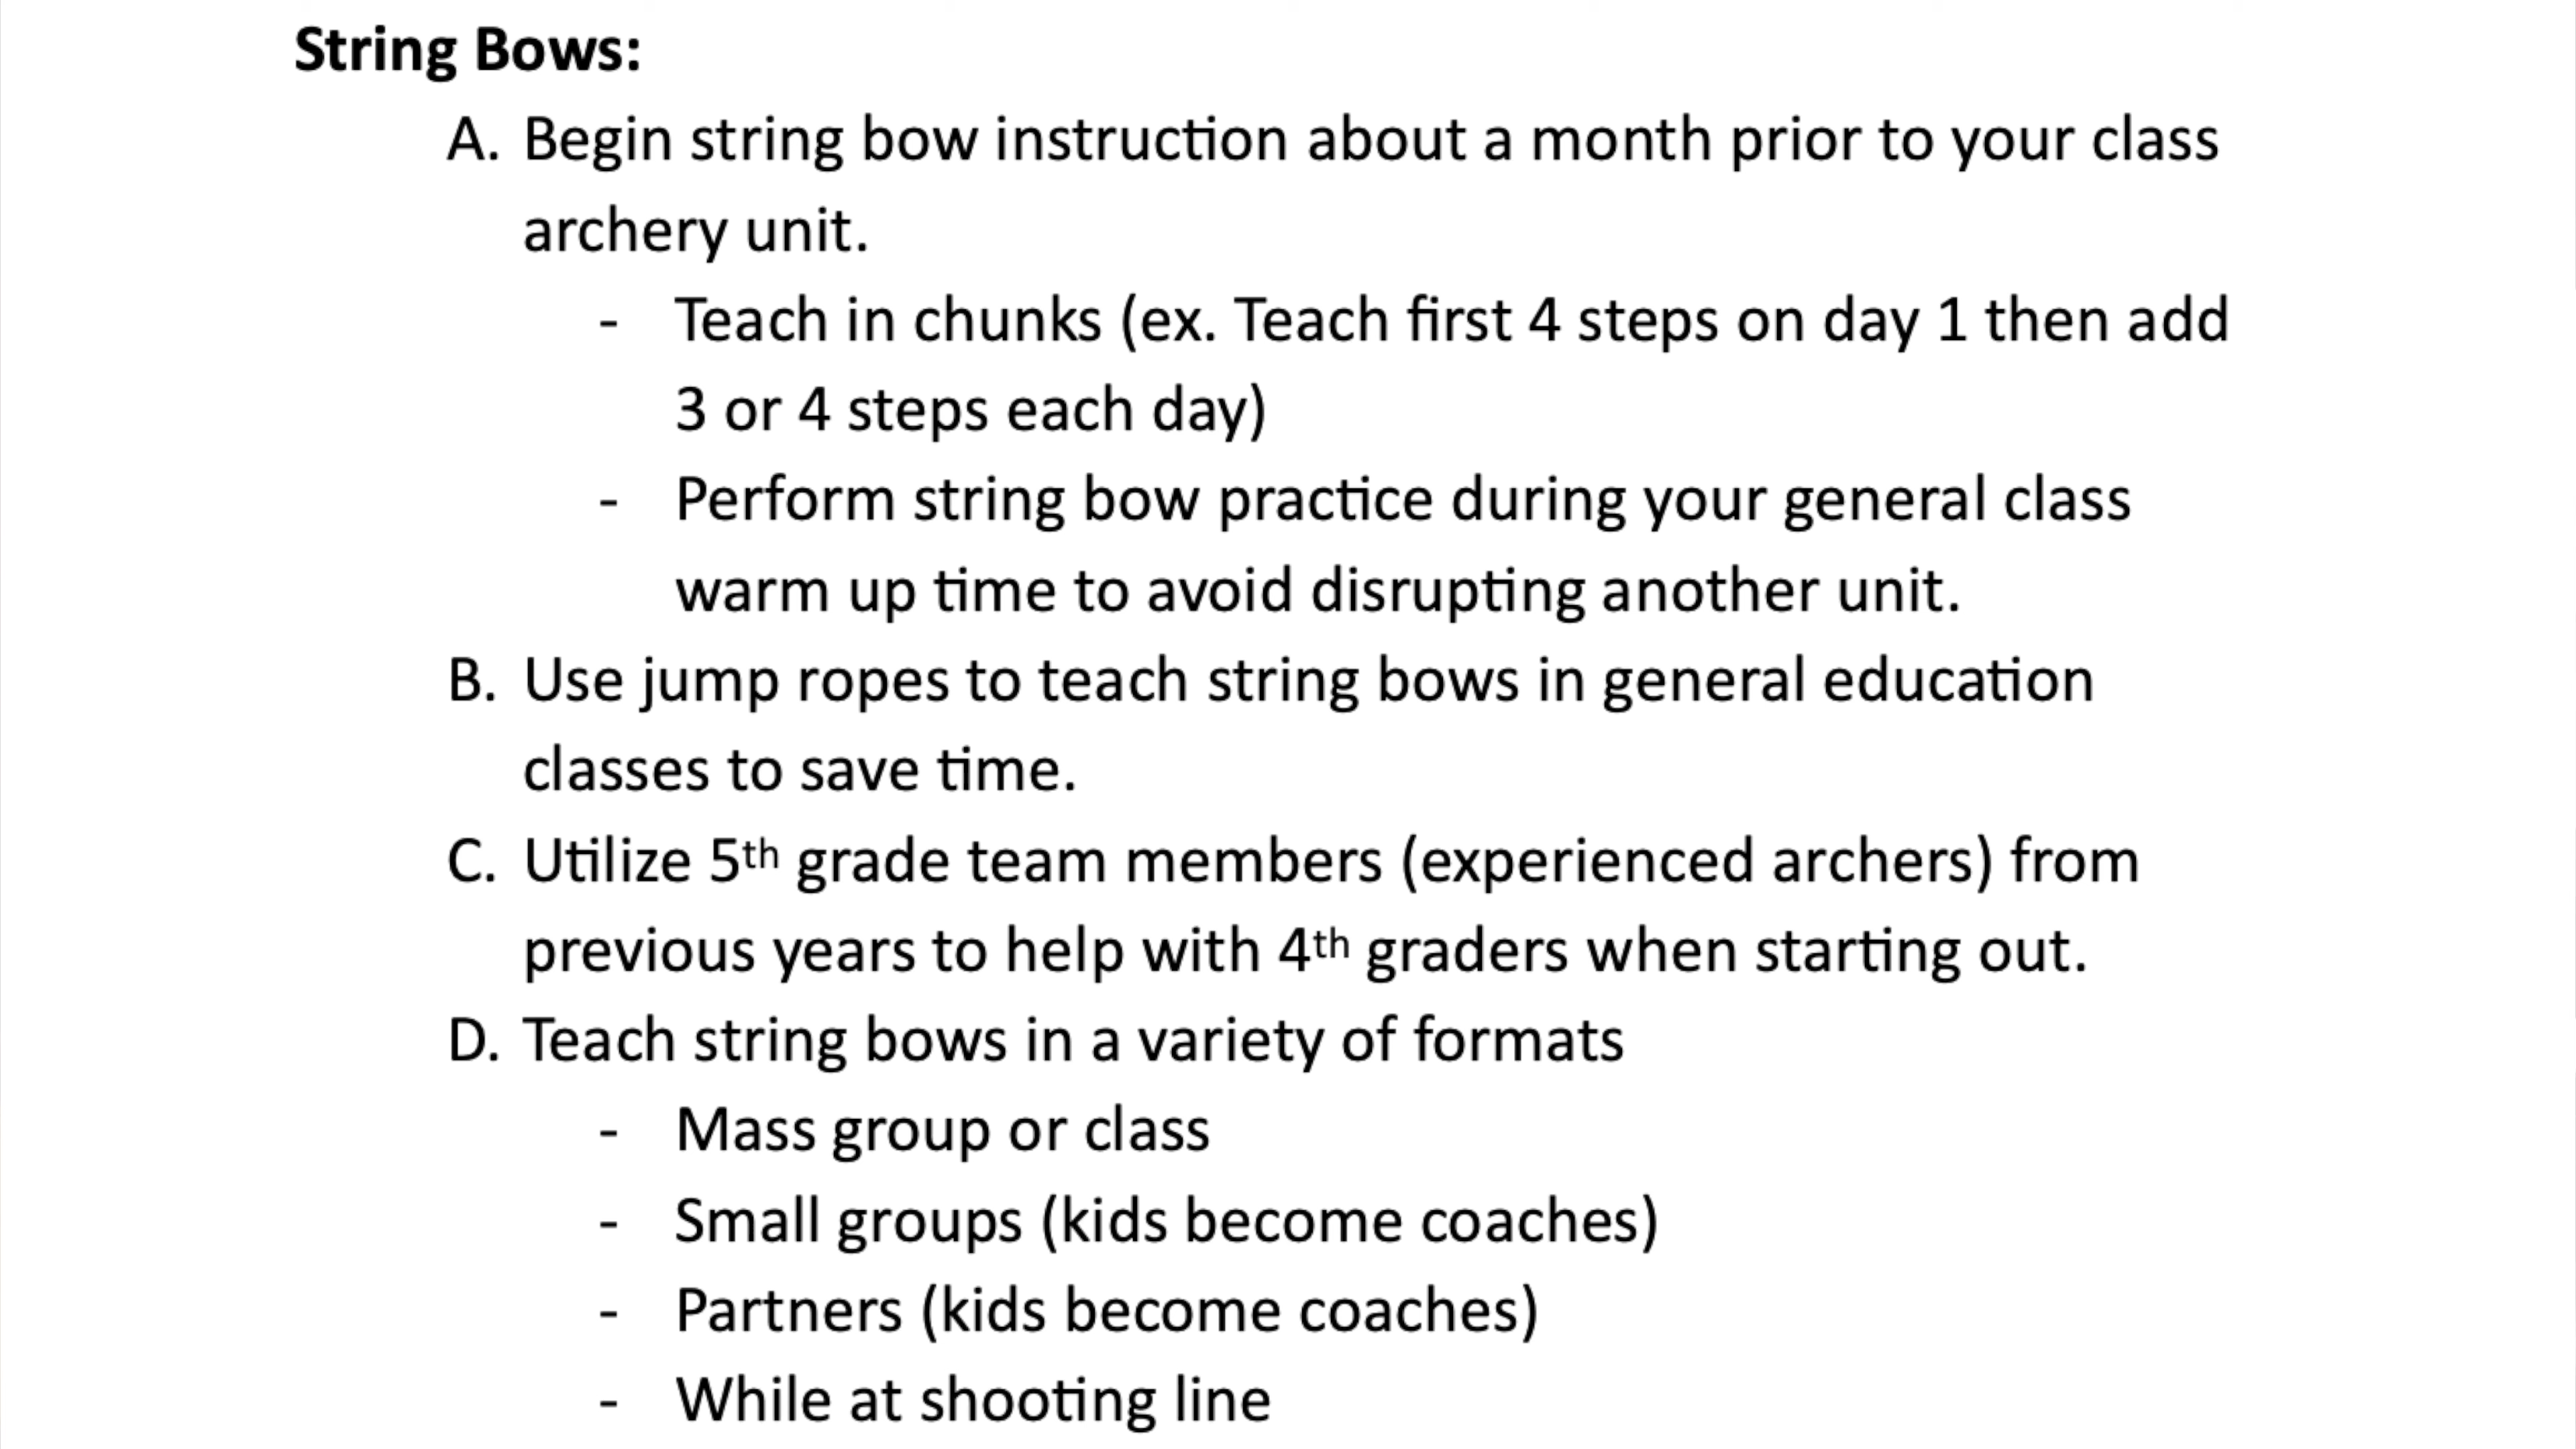 String Bows:
A. Begin string bow instruction about a month prior to your class
archery unit.
- Teach in chunks (ex. Teach first 4 steps on day 1 then add
3 or 4 steps each day)
- Perform string bow practice during your general class
warm up time to avoid disrupting another unit.
B. Use jump ropes to teach string bows in general education
classes to save time.
C. Utilize 5th grade team members (experienced archers) from
previous years to help with 4th graders when starting out.
D. Teach string bows in a variety of formats
- Mass group or class
- Small groups (kids become coaches)
- Partners (kids become coaches)
- While at shooting line